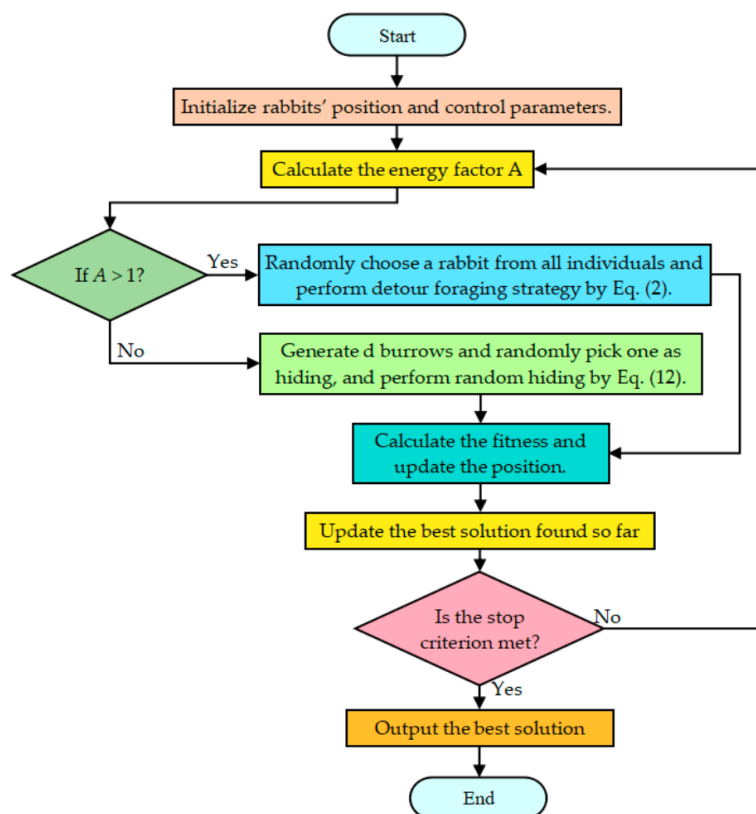 Start
Initialize rabbits' position and control parameters.
Calculate the energy factor A
If A > 1?
Yes
Randomly choose a rabbit from all individuals and
perform detour foraging strategy by Eq. (2).
No
Generate d burrows and randomly pick one as
hiding, and perform random hiding by Eq. (12).
Calculate the fitness and
update the position.
Update the best solution found so far
Is the stop
criterion met?
No
Yes
Output the best solution
End